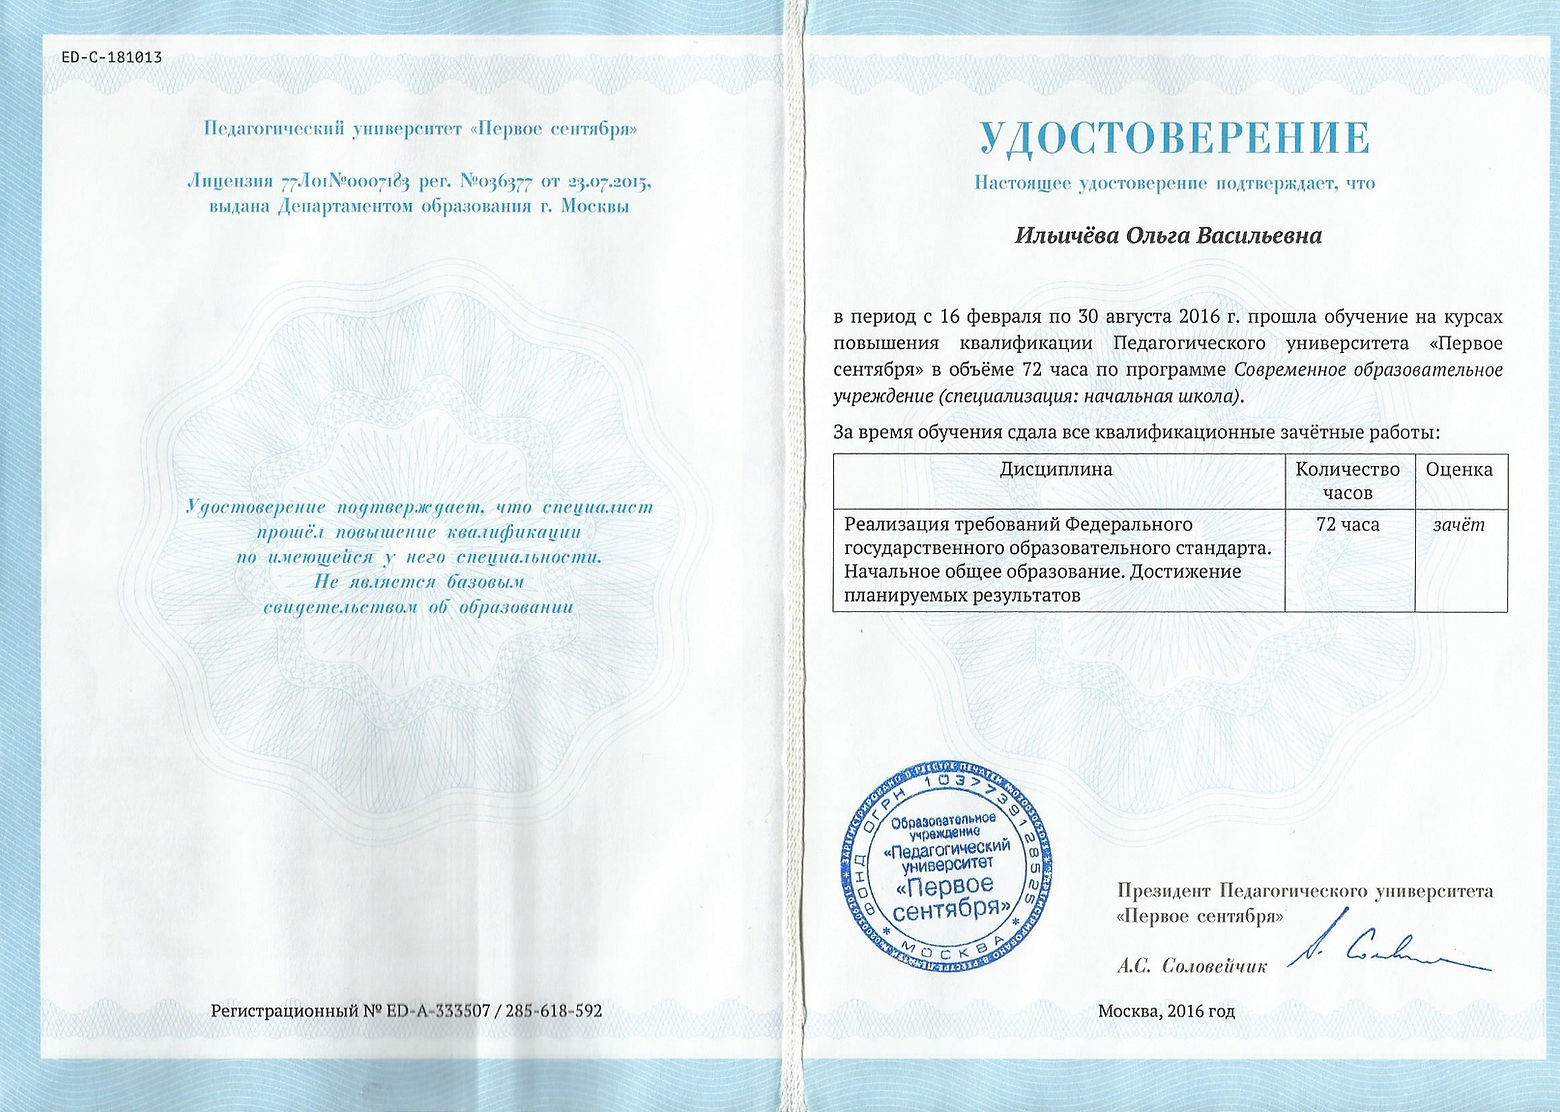 ED-C-181013
Педагогический университет «Первое сентября»
Лицензия 77Л01№0007183 рег. №036377 от 23.07.2015,
выдана Департаментом образования г. Москвы
Удостоверение подтверждает, что специалист
прошёл повышение квалификации
по имеющейся у него специальности.
Не является базовым
свидетельством об образовании
Регистрационный № ED-A-333507 / 285-618-592
УДОСТОВЕРЕНИЕ
Настоящее удостоверение подтверждает, что
Ильичёва Ольга Васильевна
в период с 16 февраля по 30 августа 2016 г. прошла обучение на курсах
повышения квалификации Педагогического университета «Первое
сентября» в объёме 72 часа по программе Современное образовательное
учреждение (специализация: начальная школа).
За время обучения сдала все квалификационные зачётные работы:
Дисциплина
Количество
часов
Оценка
Реализация требований Федерального
государственного образовательного стандарта.
Начальное общее образование. Достижение
планируемых результатов
72 часа
зачёт
ФОНД ОГРН 1037739128525
Образовательное
учреждение
«Педагогический
университет
«Первое
сентября»
* МОСКВА *
Президент Педагогического университета
«Первое сентября»
А.С. Соловейчик
Москва, 2016 год